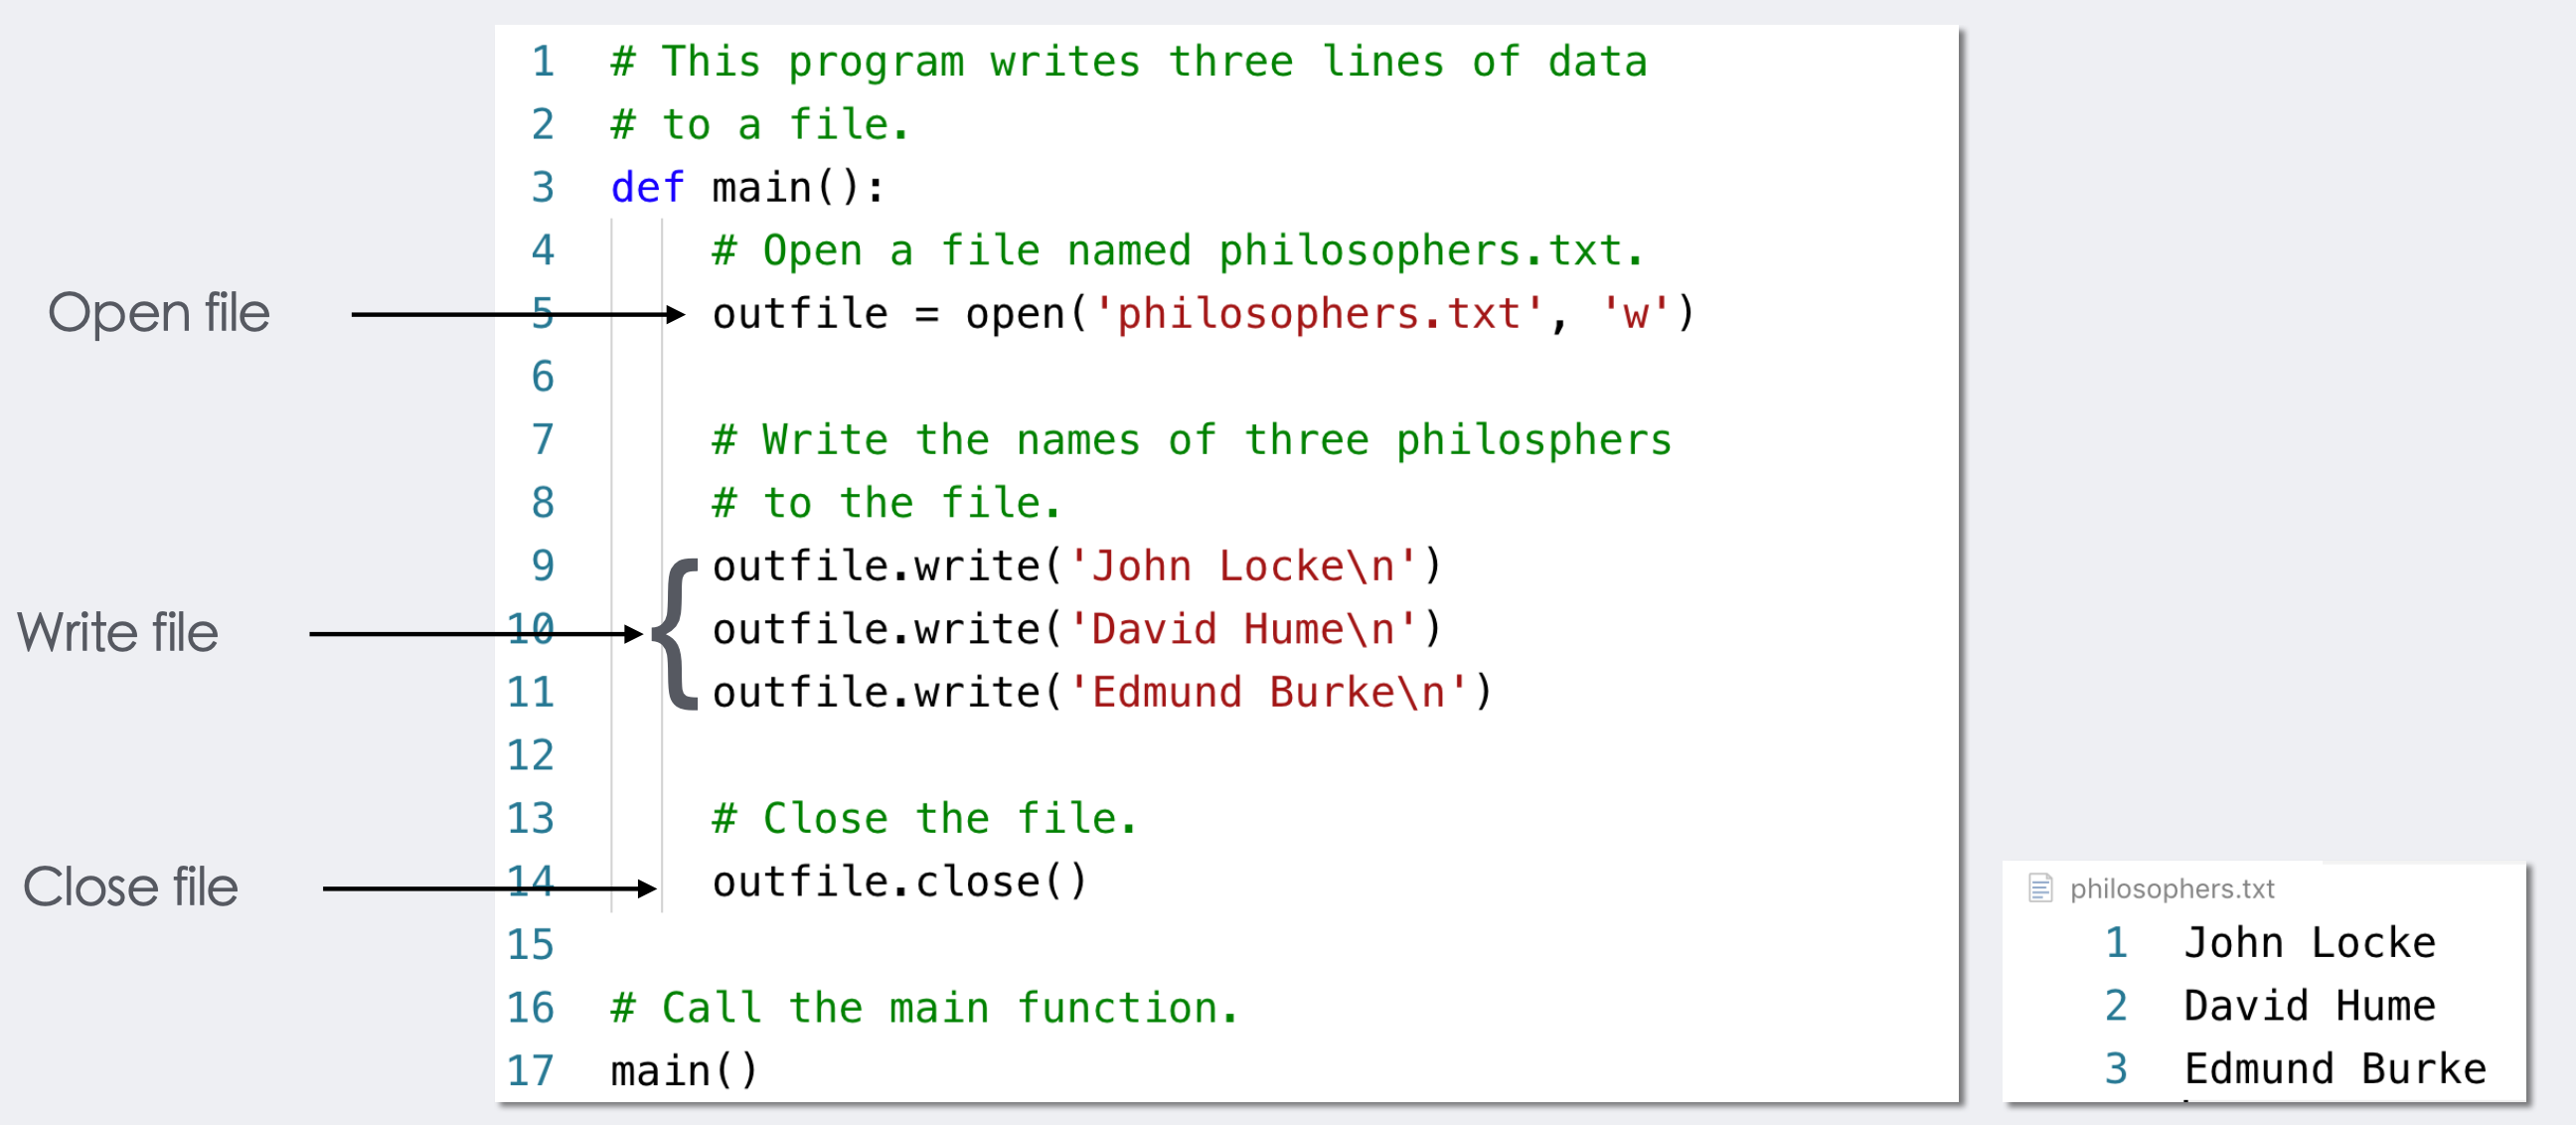 1 # This program writes three lines of data
2 # to a file.
3 def main():
4 # Open a file named philosophers.txt.
Open file
5 outfile = open('philosophers.txt', 'w')
6
7 # Write the names of three philosphers
8 # to the file.
9 outfile.write('John Locke\n')
Write file
10 outfile.write('David Hume\n')
11 outfile.write('Edmund Burke\n')
12
13 # Close the file.
Close file
14 outfile.close()
15
16 # Call the main function.
17 main()
philosophers.txt
1 John Locke
2 David Hume
3 Edmund Burke